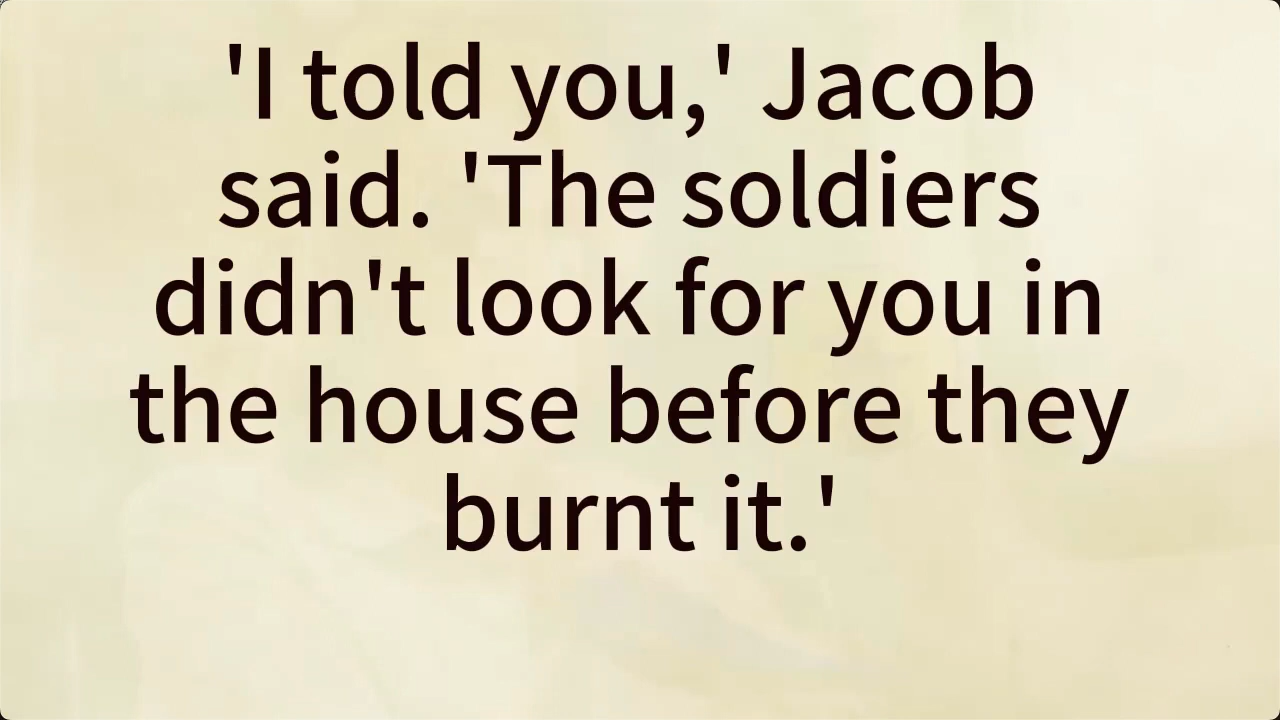 'I told you,' Jacob
said. 'The soldiers
didn't look for you in
the house before they
burnt it.'